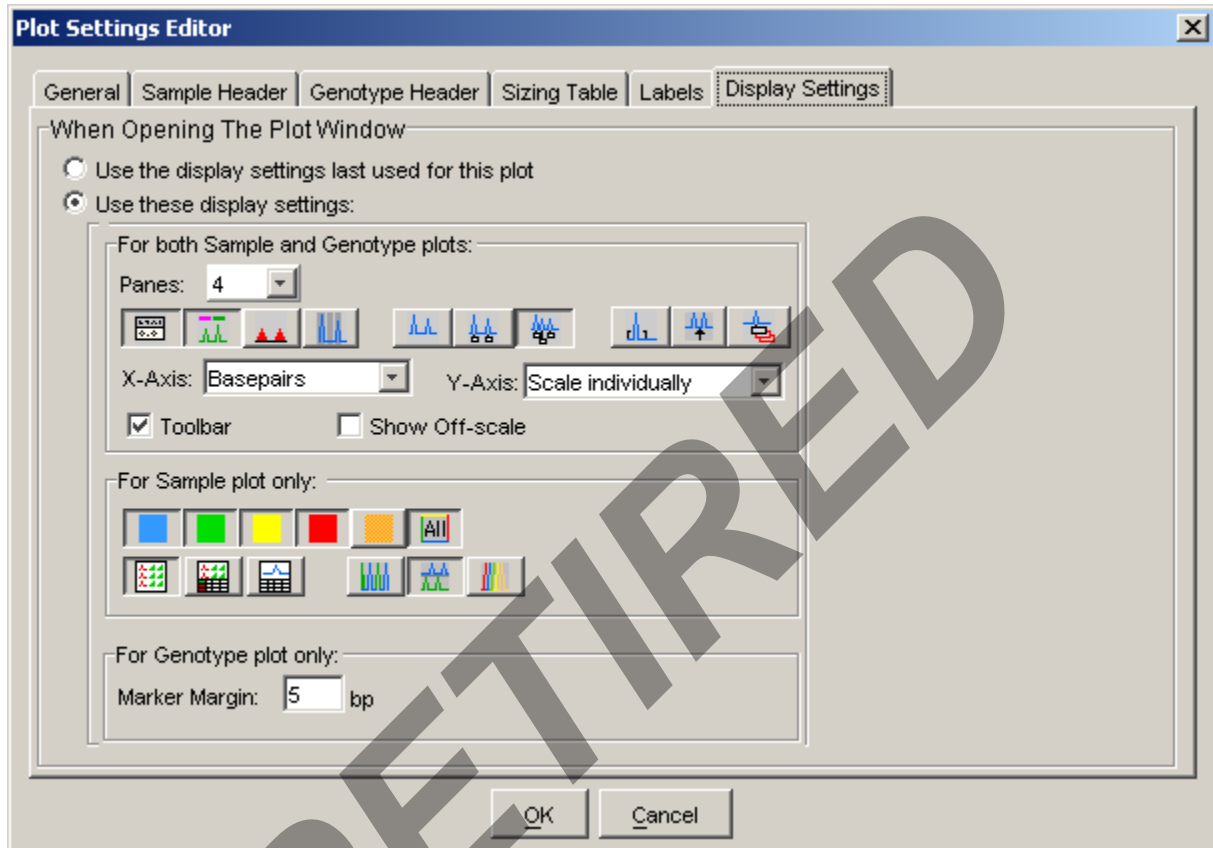 Plot Settings Editor
General Sample Header Genotype Header Sizing Table Labels Display Settings
When Opening The Plot Window
Use the display settings last used for this plot
Use these display settings:
For both Sample and Genotype plots:
Panes: 4
X-Axis: Basepairs Y-Axis: Scale individually
Toolbar Show Off-scale
For Sample plot only:
All
For Genotype plot only:
Marker Margin: 5 bp
OK Cancel
RETIRED